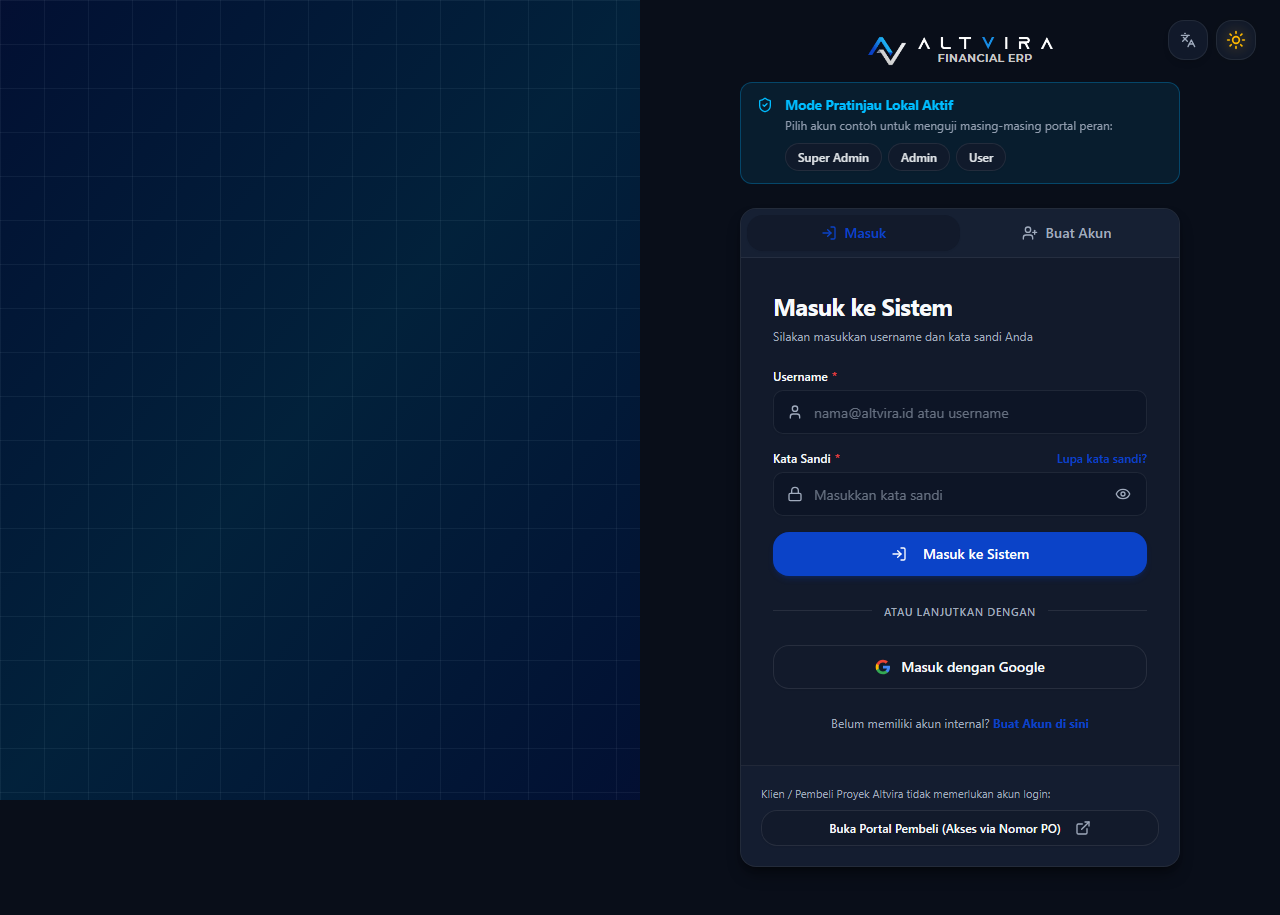 ALTVIRA
FINANCIAL ERP
Mode Pratinjau Lokal Aktif
Pilih akun contoh untuk menguji masing-masing portal peran:
Super Admin Admin User
Masuk Buat Akun
Masuk ke Sistem
Silakan masukkan username dan kata sandi Anda
Username *
nama@altvira.id atau username
Kata Sandi * Lupa kata sandi?
Masukkan kata sandi
Masuk ke Sistem
ATAU LANJUTKAN DENGAN
Masuk dengan Google
Belum memiliki akun internal? Buat Akun di sini
Klien / Pembeli Proyek Altvira tidak memerlukan akun login:
Buka Portal Pembeli (Akses via Nomor PO)